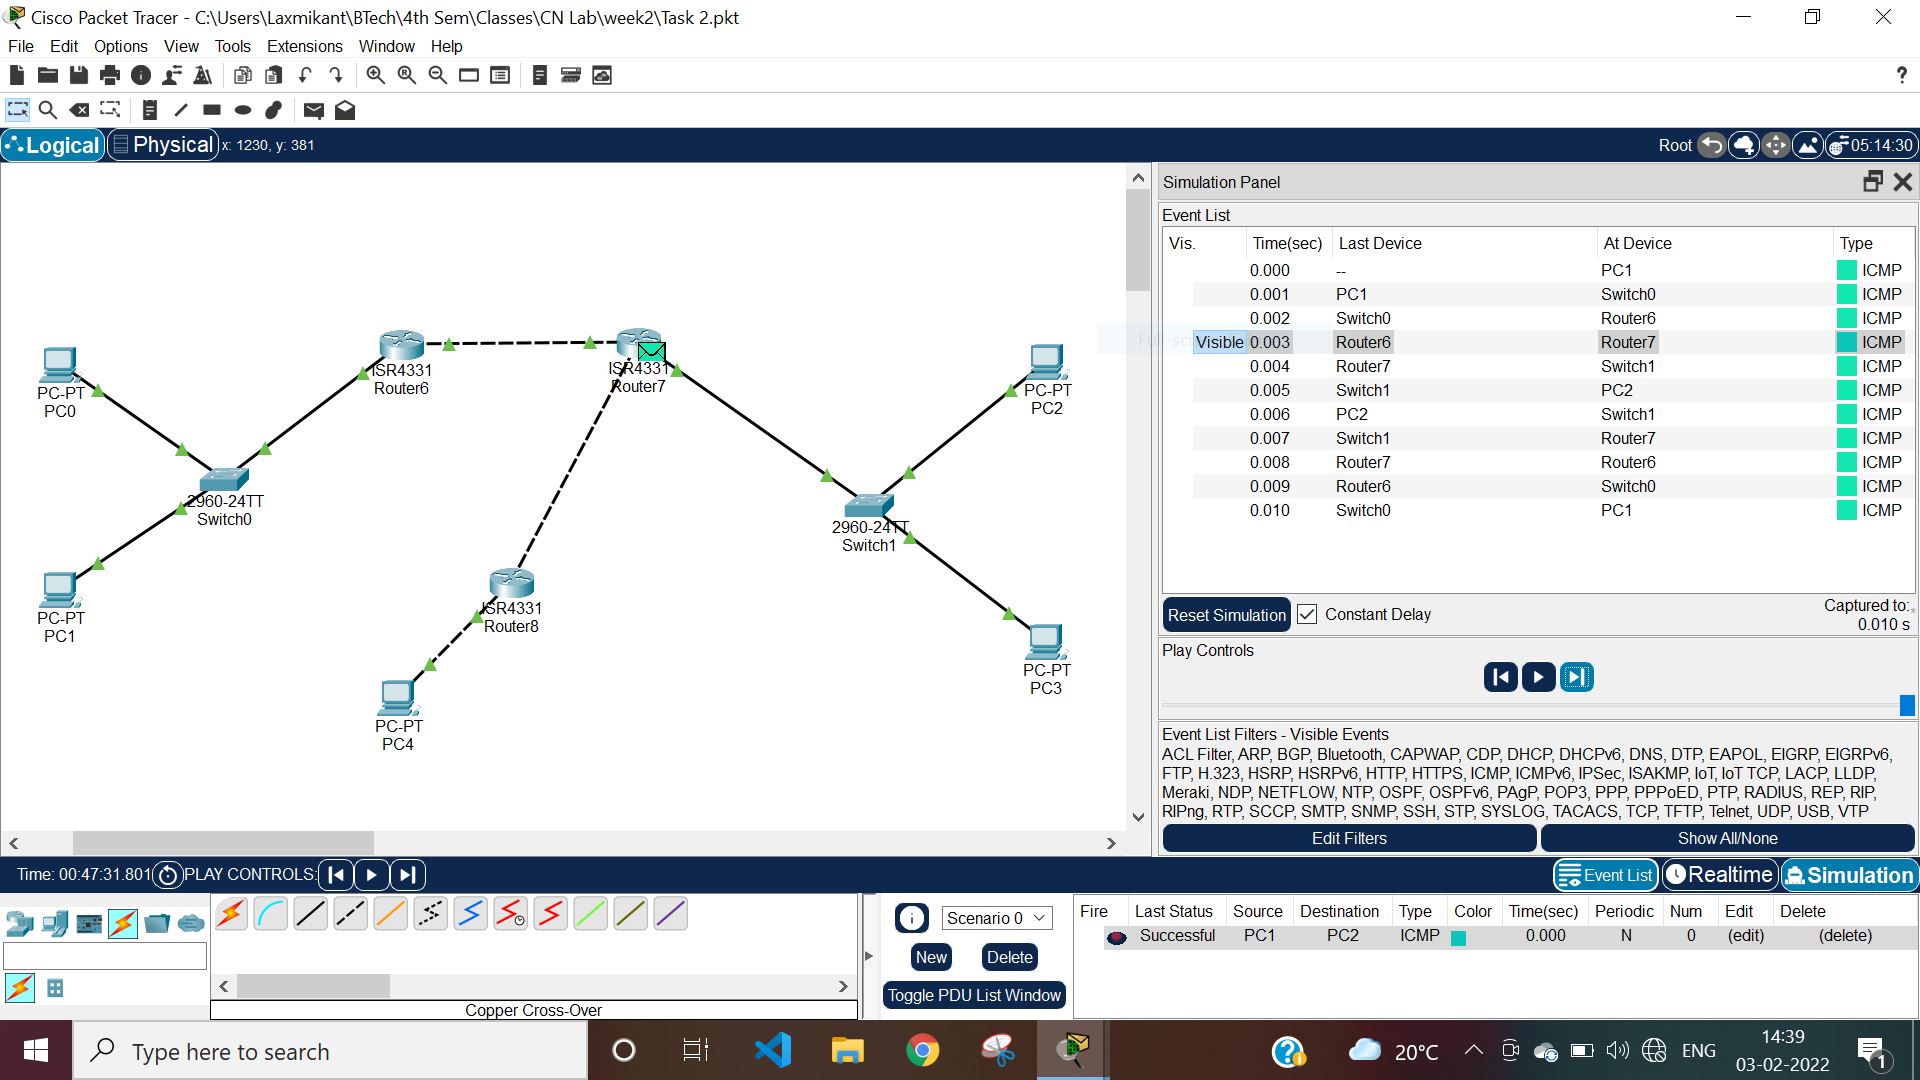 Cisco Packet Tracer - C:\Users\Laxmikant\BTech\4th Sem\Classes\CN Lab\week2\Task 2.pkt
File Edit Options View Tools Extensions Window Help
?
Logical Physical x: 1230, y: 381
Root 05:14:30
PC-PT
PC0
PC-PT
PC1
2960-24TT
Switch0
ISR4331
Router6
ISR4331
Router7
ISR4331
Router8
PC-PT
PC4
2960-24TT
Switch1
PC-PT
PC2
PC-PT
PC3
Simulation Panel
Event List
Vis. Time(sec) Last Device At Device Type
0.000 -- PC1 ICMP
0.001 PC1 Switch0 ICMP
0.002 Switch0 Router6 ICMP
Visible 0.003 Router6 Router7 ICMP
0.004 Router7 Switch1 ICMP
0.005 Switch1 PC2 ICMP
0.006 PC2 Switch1 ICMP
0.007 Switch1 Router7 ICMP
0.008 Router7 Router6 ICMP
0.009 Router6 Switch0 ICMP
0.010 Switch0 PC1 ICMP
Reset Simulation Constant Delay
Captured to:
0.010 s
Play Controls
Event List Filters - Visible Events
ACL Filter, ARP, BGP, Bluetooth, CAPWAP, CDP, DHCP, DHCPv6, DNS, DTP, EAPOL, EIGRP, EIGRPv6,
FTP, H.323, HSRP, HSRPv6, HTTP, HTTPS, ICMP, ICMPv6, IPSec, ISAKMP, IoT, IoT TCP, LACP, LLDP,
Meraki, NDP, NETFLOW, NTP, OSPF, OSPFv6, PAgP, POP3, PPP, PPPoED, PTP, RADIUS, REP, RIP,
RIPng, RTP, SCCP, SMTP, SNMP, SSH, STP, SYSLOG, TACACS, TCP, TFTP, Telnet, UDP, USB, VTP
Edit Filters Show All/None
Time: 00:47:31.801 PLAY CONTROLS:
Event List Realtime Simulation
Scenario 0
New Delete
Toggle PDU List Window
Copper Cross-Over
Fire Last Status Source Destination Type Color Time(sec) Periodic Num Edit Delete
Successful PC1 PC2 ICMP 0.000 N 0 (edit) (delete)
Type here to search
20°C
ENG
14:39
03-02-2022
1